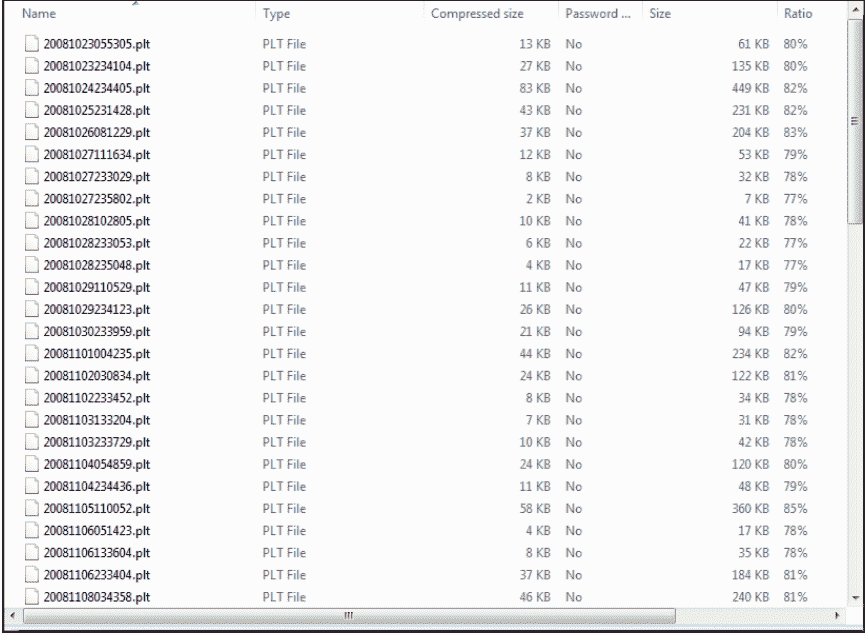 Name Type Compressed size Password ... Size Ratio
20081023055305.plt PLT File 13 KB No 61 KB 80%
20081023234104.plt PLT File 27 KB No 135 KB 80%
20081024234405.plt PLT File 83 KB No 449 KB 82%
20081025231428.plt PLT File 43 KB No 231 KB 82%
20081026081229.plt PLT File 37 KB No 204 KB 83%
20081027111634.plt PLT File 12 KB No 53 KB 79%
20081027233029.plt PLT File 8 KB No 32 KB 78%
20081027235802.plt PLT File 2 KB No 7 KB 77%
20081028102805.plt PLT File 10 KB No 41 KB 78%
20081028233053.plt PLT File 6 KB No 22 KB 77%
20081028235048.plt PLT File 4 KB No 17 KB 77%
20081029110529.plt PLT File 11 KB No 47 KB 79%
20081029234123.plt PLT File 26 KB No 126 KB 80%
20081030233959.plt PLT File 21 KB No 94 KB 79%
20081101004235.plt PLT File 44 KB No 234 KB 82%
20081102030834.plt PLT File 24 KB No 122 KB 81%
20081102233452.plt PLT File 8 KB No 34 KB 78%
20081103133204.plt PLT File 7 KB No 31 KB 78%
20081103233729.plt PLT File 10 KB No 42 KB 78%
20081104054859.plt PLT File 24 KB No 120 KB 80%
20081104234436.plt PLT File 11 KB No 48 KB 79%
20081105110052.plt PLT File 58 KB No 360 KB 85%
20081106051423.plt PLT File 4 KB No 17 KB 78%
20081106133604.plt PLT File 8 KB No 35 KB 78%
20081106233404.plt PLT File 37 KB No 184 KB 81%
20081108034358.plt PLT File 46 KB No 240 KB 81%